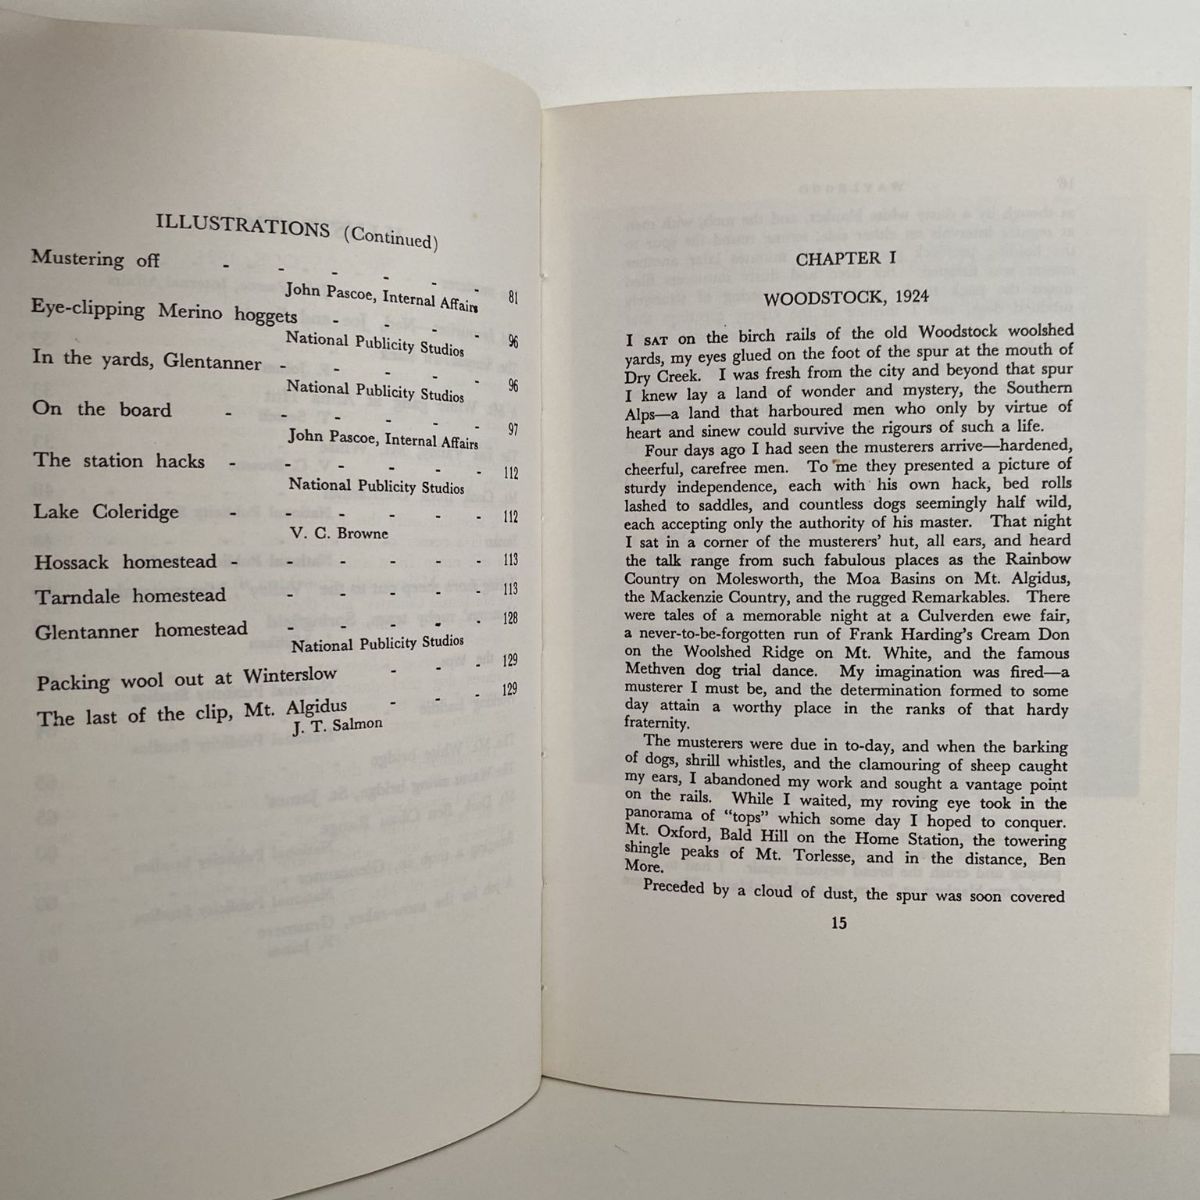 ILLUSTRATIONS (Continued)
Mustering off - - - - - - 81
John Pascoe, Internal Affairs
Eye-clipping Merino hoggets - - - - 96
National Publicity Studios
In the yards, Glentanner - - - - - 96
National Publicity Studios
On the board - - - - - - 97
John Pascoe, Internal Affairs
The station hacks - - - - - - 112
National Publicity Studios
Lake Coleridge - - - - - - 112
V. C. Browne
Hossack homestead - - - - - - 113
Tarndale homestead - - - - - 113
Glentanner homestead - - - - - 128
National Publicity Studios
Packing wool out at Winterslow - - - 129
The last of the clip, Mt. Algidus - - - 129
J. T. Salmon
CHAPTER I
WOODSTOCK, 1924
I SAT on the birch rails of the old Woodstock woolshed
yards, my eyes glued on the foot of the spur at the mouth of
Dry Creek. I was fresh from the city and beyond that spur
I knew lay a land of wonder and mystery, the Southern
Alps—a land that harboured men who only by virtue of
heart and sinew could survive the rigours of such a life.
Four days ago I had seen the musterers arrive—hardened,
cheerful, carefree men. To me they presented a picture of
sturdy independence, each with his own hack, bed rolls
lashed to saddles, and countless dogs seemingly half wild,
each accepting only the authority of his master. That night
I sat in a corner of the musterers' hut, all ears, and heard
the talk range from such fabulous places as the Rainbow
Country on Molesworth, the Moa Basins on Mt. Algidus,
the Mackenzie Country, and the rugged Remarkables. There
were tales of a memorable night at a Culverden ewe fair,
a never-to-be-forgotten run of Frank Harding's Cream Don
on the Woolshed Ridge on Mt. White, and the famous
Methven dog trial dance. My imagination was fired—a
musterer I must be, and the determination formed to some
day attain a worthy place in the ranks of that hardy
fraternity.
The musterers were due in to-day, and when the barking
of dogs, shrill whistles, and the clamouring of sheep caught
my ears, I abandoned my work and sought a vantage point
on the rails. While I waited, my roving eye took in the
panorama of "tops" which some day I hoped to conquer.
Mt. Oxford, Bald Hill on the Home Station, the towering
shingle peaks of Mt. Torlesse, and in the distance, Ben
More.
Preceded by a cloud of dust, the spur was soon covered
15